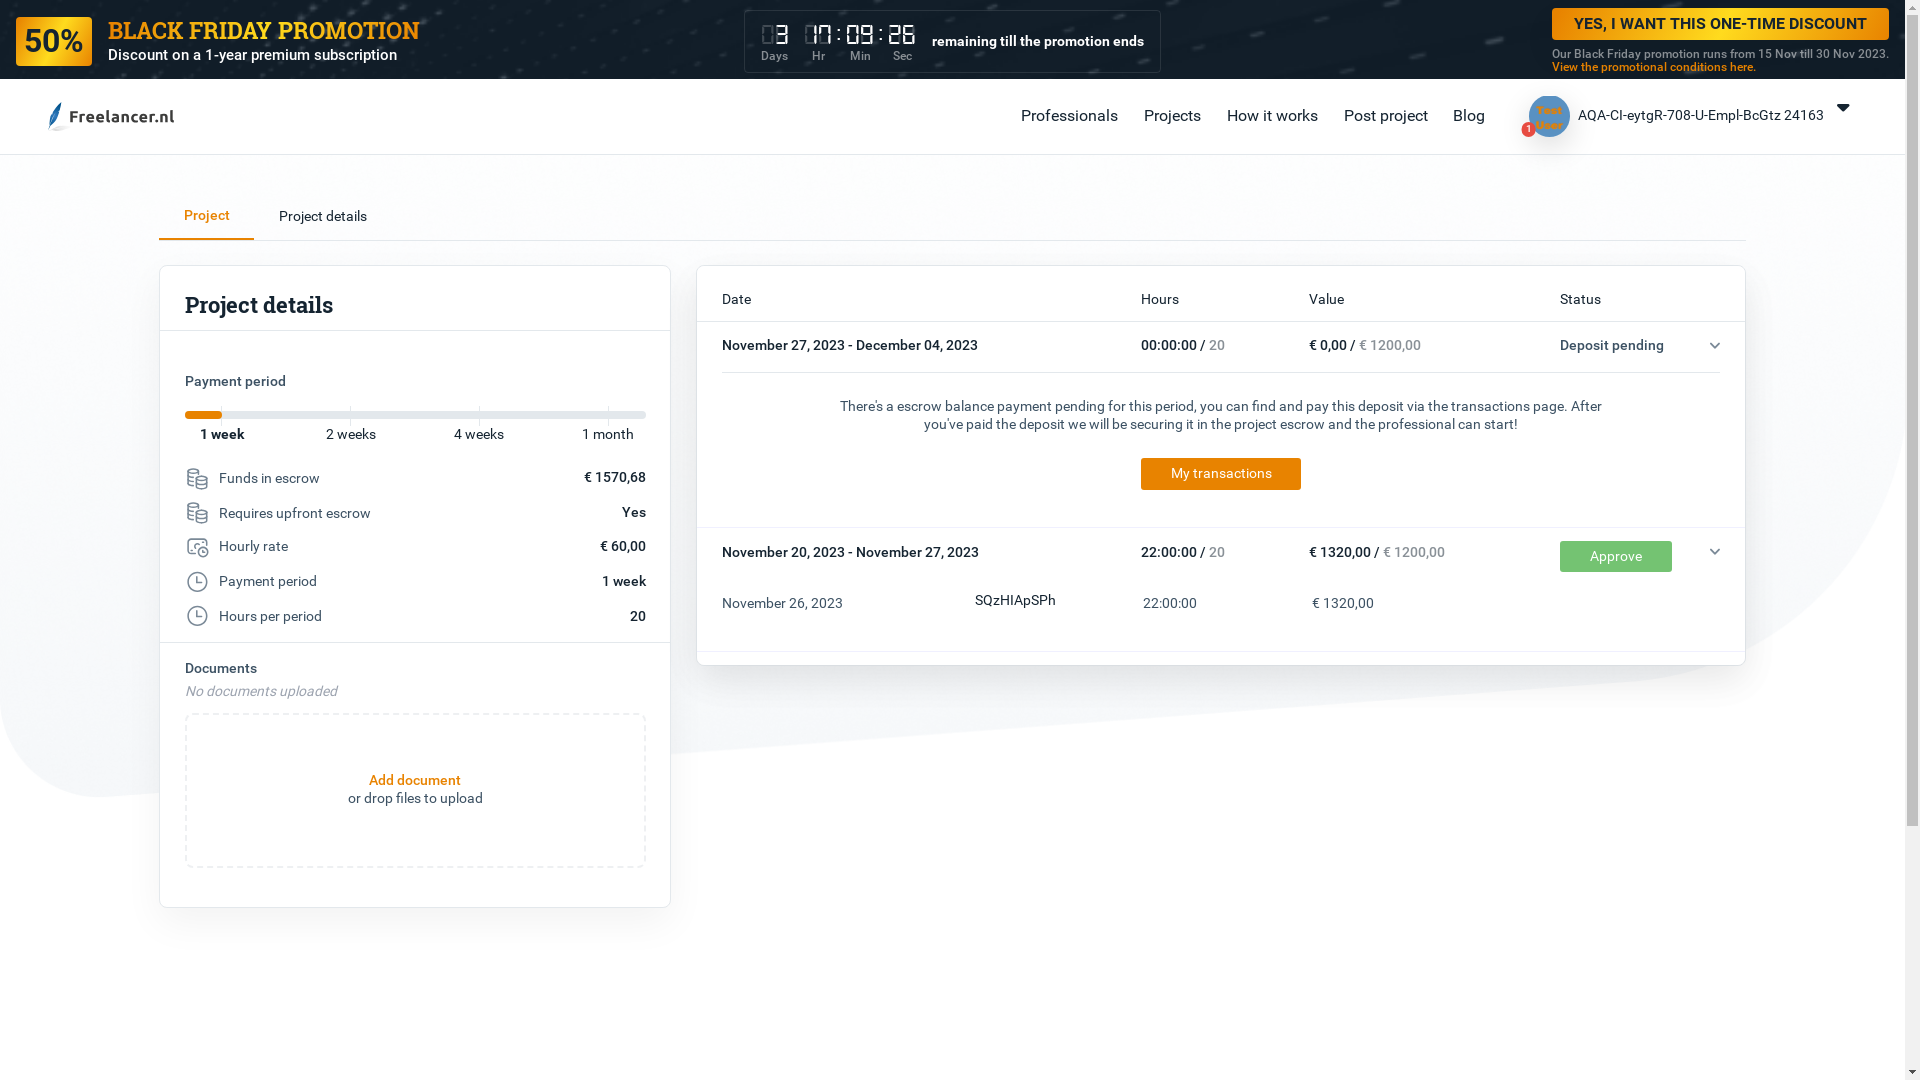 50%
BLACK FRIDAY PROMOTION
Discount on a 1-year premium subscription
3 17:09:26
Days Hr Min Sec
remaining till the promotion ends
YES, I WANT THIS ONE-TIME DISCOUNT
Our Black Friday promotion runs from 15 Nov till 30 Nov 2023.
View the promotional conditions here.
Freelancer.nl
Professionals Projects How it works Post project Blog
Test
User
1
AQA-CI-eytgR-708-U-Empl-BcGtz 24163
Project Project details
Project details
Payment period
1 week 2 weeks 4 weeks 1 month
Funds in escrow € 1570,68
Requires upfront escrow Yes
Hourly rate € 60,00
Payment period 1 week
Hours per period 20
Documents
No documents uploaded
Add document
or drop files to upload
Date Hours Value Status
November 27, 2023 - December 04, 2023 00:00:00 / 20 € 0,00 / € 1200,00 Deposit pending
There's a escrow balance payment pending for this period, you can find and pay this deposit via the transactions page. After
you've paid the deposit we will be securing it in the project escrow and the professional can start!
My transactions
November 20, 2023 - November 27, 2023 22:00:00 / 20 € 1320,00 / € 1200,00 Approve
November 26, 2023 SQzHIApSPh 22:00:00 € 1320,00